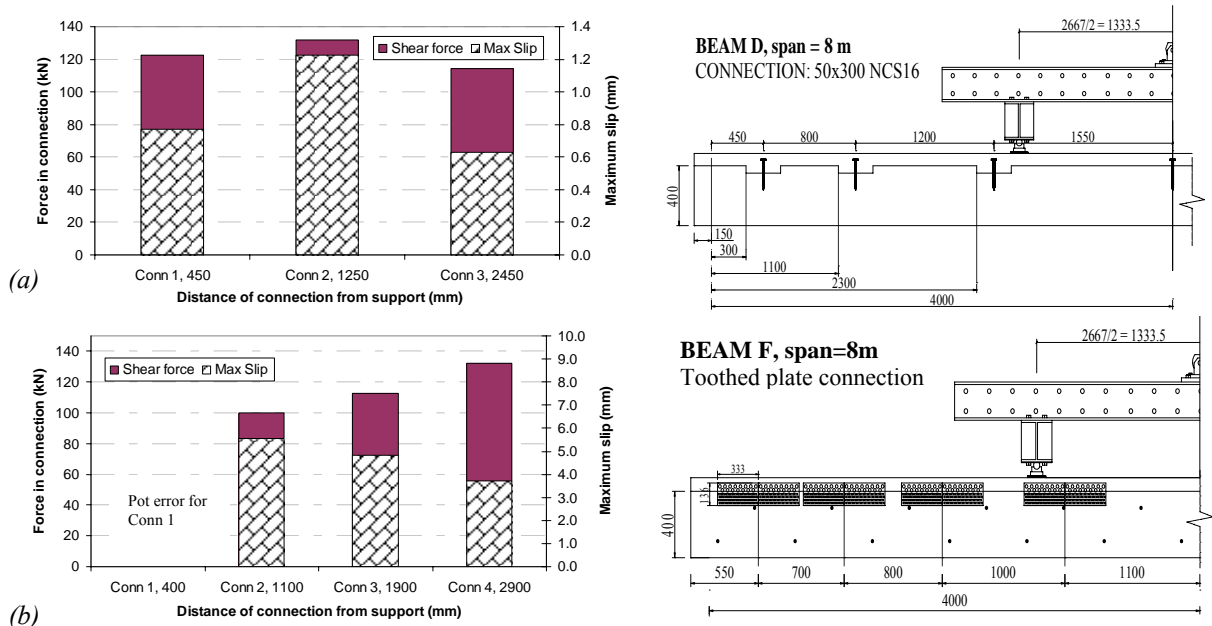 140
120
100
80
60
40
20
0
Force in connection (kN)
Shear force
Max Slip
1.4
1.2
1.0
0.8
0.6
0.4
0.2
0.0
Maximum slip (mm)
Conn 1, 450
Conn 2, 1250
Conn 3, 2450
Distance of connection from support (mm)
(a)
2667/2 = 1333.5
BEAM D, span = 8 m
CONNECTION: 50x300 NCS16
450
800
1200
1550
400
150
300
1100
2300
4000
140
120
100
80
60
40
20
0
Force in connection (kN)
Shear force
Max Slip
Pot error for
Conn 1
10.0
9.0
8.0
7.0
6.0
5.0
4.0
3.0
2.0
1.0
0.0
Maximum slip (mm)
Conn 1, 400
Conn 2, 1100
Conn 3, 1900
Conn 4, 2900
Distance of connection from support (mm)
(b)
2667/2 = 1333.5
BEAM F, span=8m
Toothed plate connection
333
400
550
700
800
1000
1100
4000